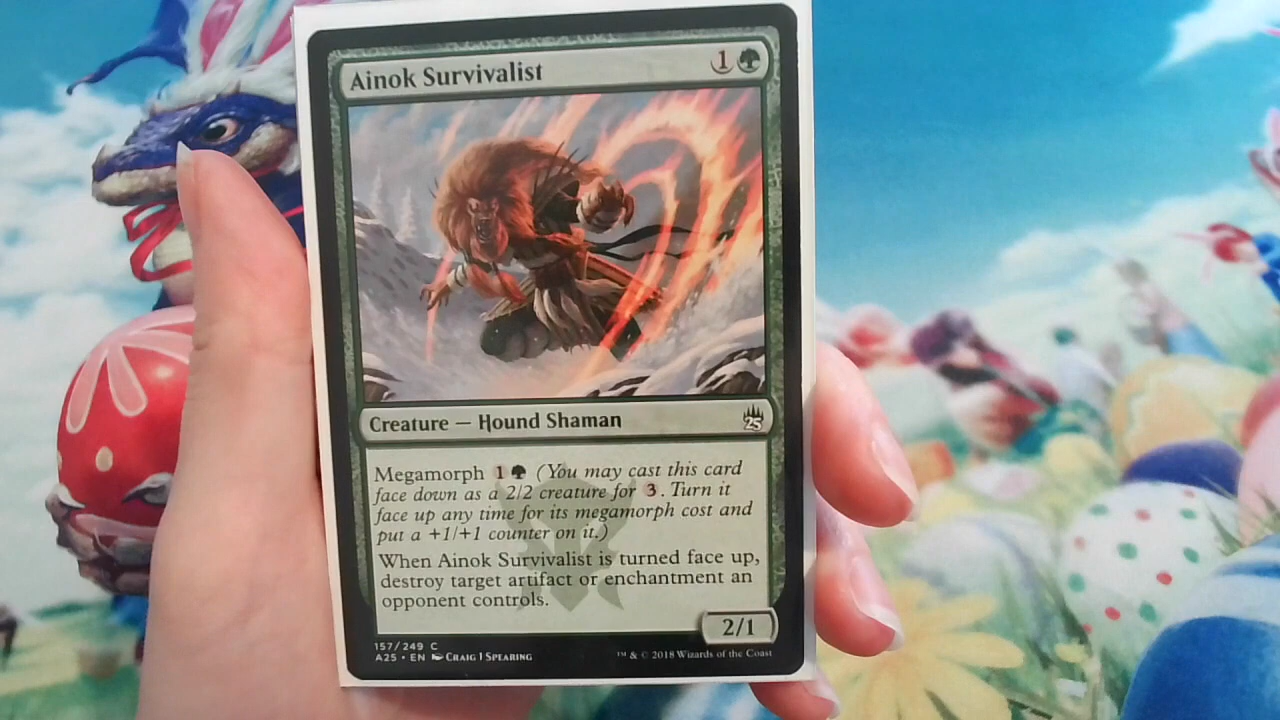 Ainok Survivalist 1
Creature — Hound Shaman
25
Megamorph 1 (You may cast this card
face down as a 2/2 creature for 3. Turn it
face up any time for its megamorph cost and
put a +1/+1 counter on it.)
When Ainok Survivalist is turned face up,
destroy target artifact or enchantment an
opponent controls.
2/1
157/249 C
A25 • EN Craig J Spearing
™ & © 2018 Wizards of the Coast